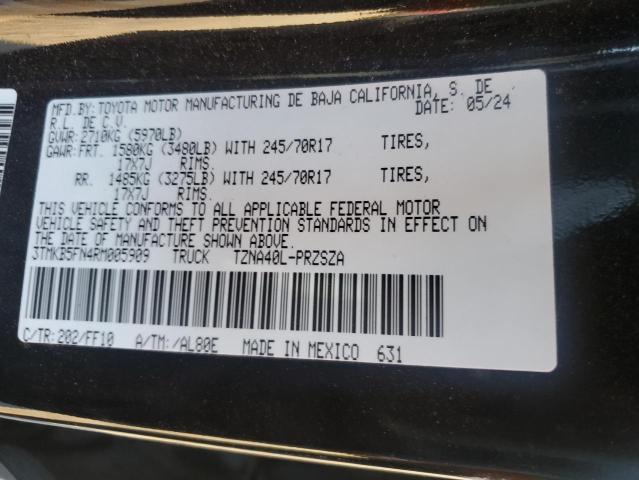 MFD.BY:TOYOTA MOTOR MANUFACTURING DE BAJA CALIFORNIA, S. DE
R.L. DE C.V. DATE: 05/24
GVWR:2710KG (5970LB)
GAWR:FRT. 1580KG (3480LB) WITH 245/70R17 TIRES,
17X7J RIMS.
RR. 1485KG (3275LB) WITH 245/70R17 TIRES,
17X7J RIMS.
THIS VEHICLE CONFORMS TO ALL APPLICABLE FEDERAL MOTOR
VEHICLE SAFETY AND THEFT PREVENTION STANDARDS IN EFFECT ON
THE DATE OF MANUFACTURE SHOWN ABOVE.
3TMKB5FN4RM005909 TRUCK TZNA40L-PRZSZA
C/TR:202/FF10 A/TM:/AL80E MADE IN MEXICO 631